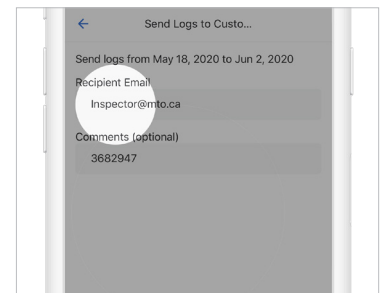 Send Logs to Custo...
Send logs from May 18, 2020 to Jun 2, 2020
Recipient Email
Inspector@mto.ca
Comments (optional)
3682947